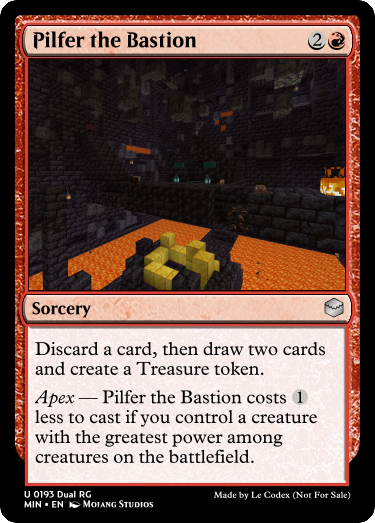 Pilfer the Bastion 2
Sorcery
Discard a card, then draw two cards
and create a Treasure token.
Apex — Pilfer the Bastion costs 1
less to cast if you control a creature
with the greatest power among
creatures on the battlefield.
U 0193 Dual RG
MIN • EN Mojang Studios
Made by Le Codex (Not For Sale)